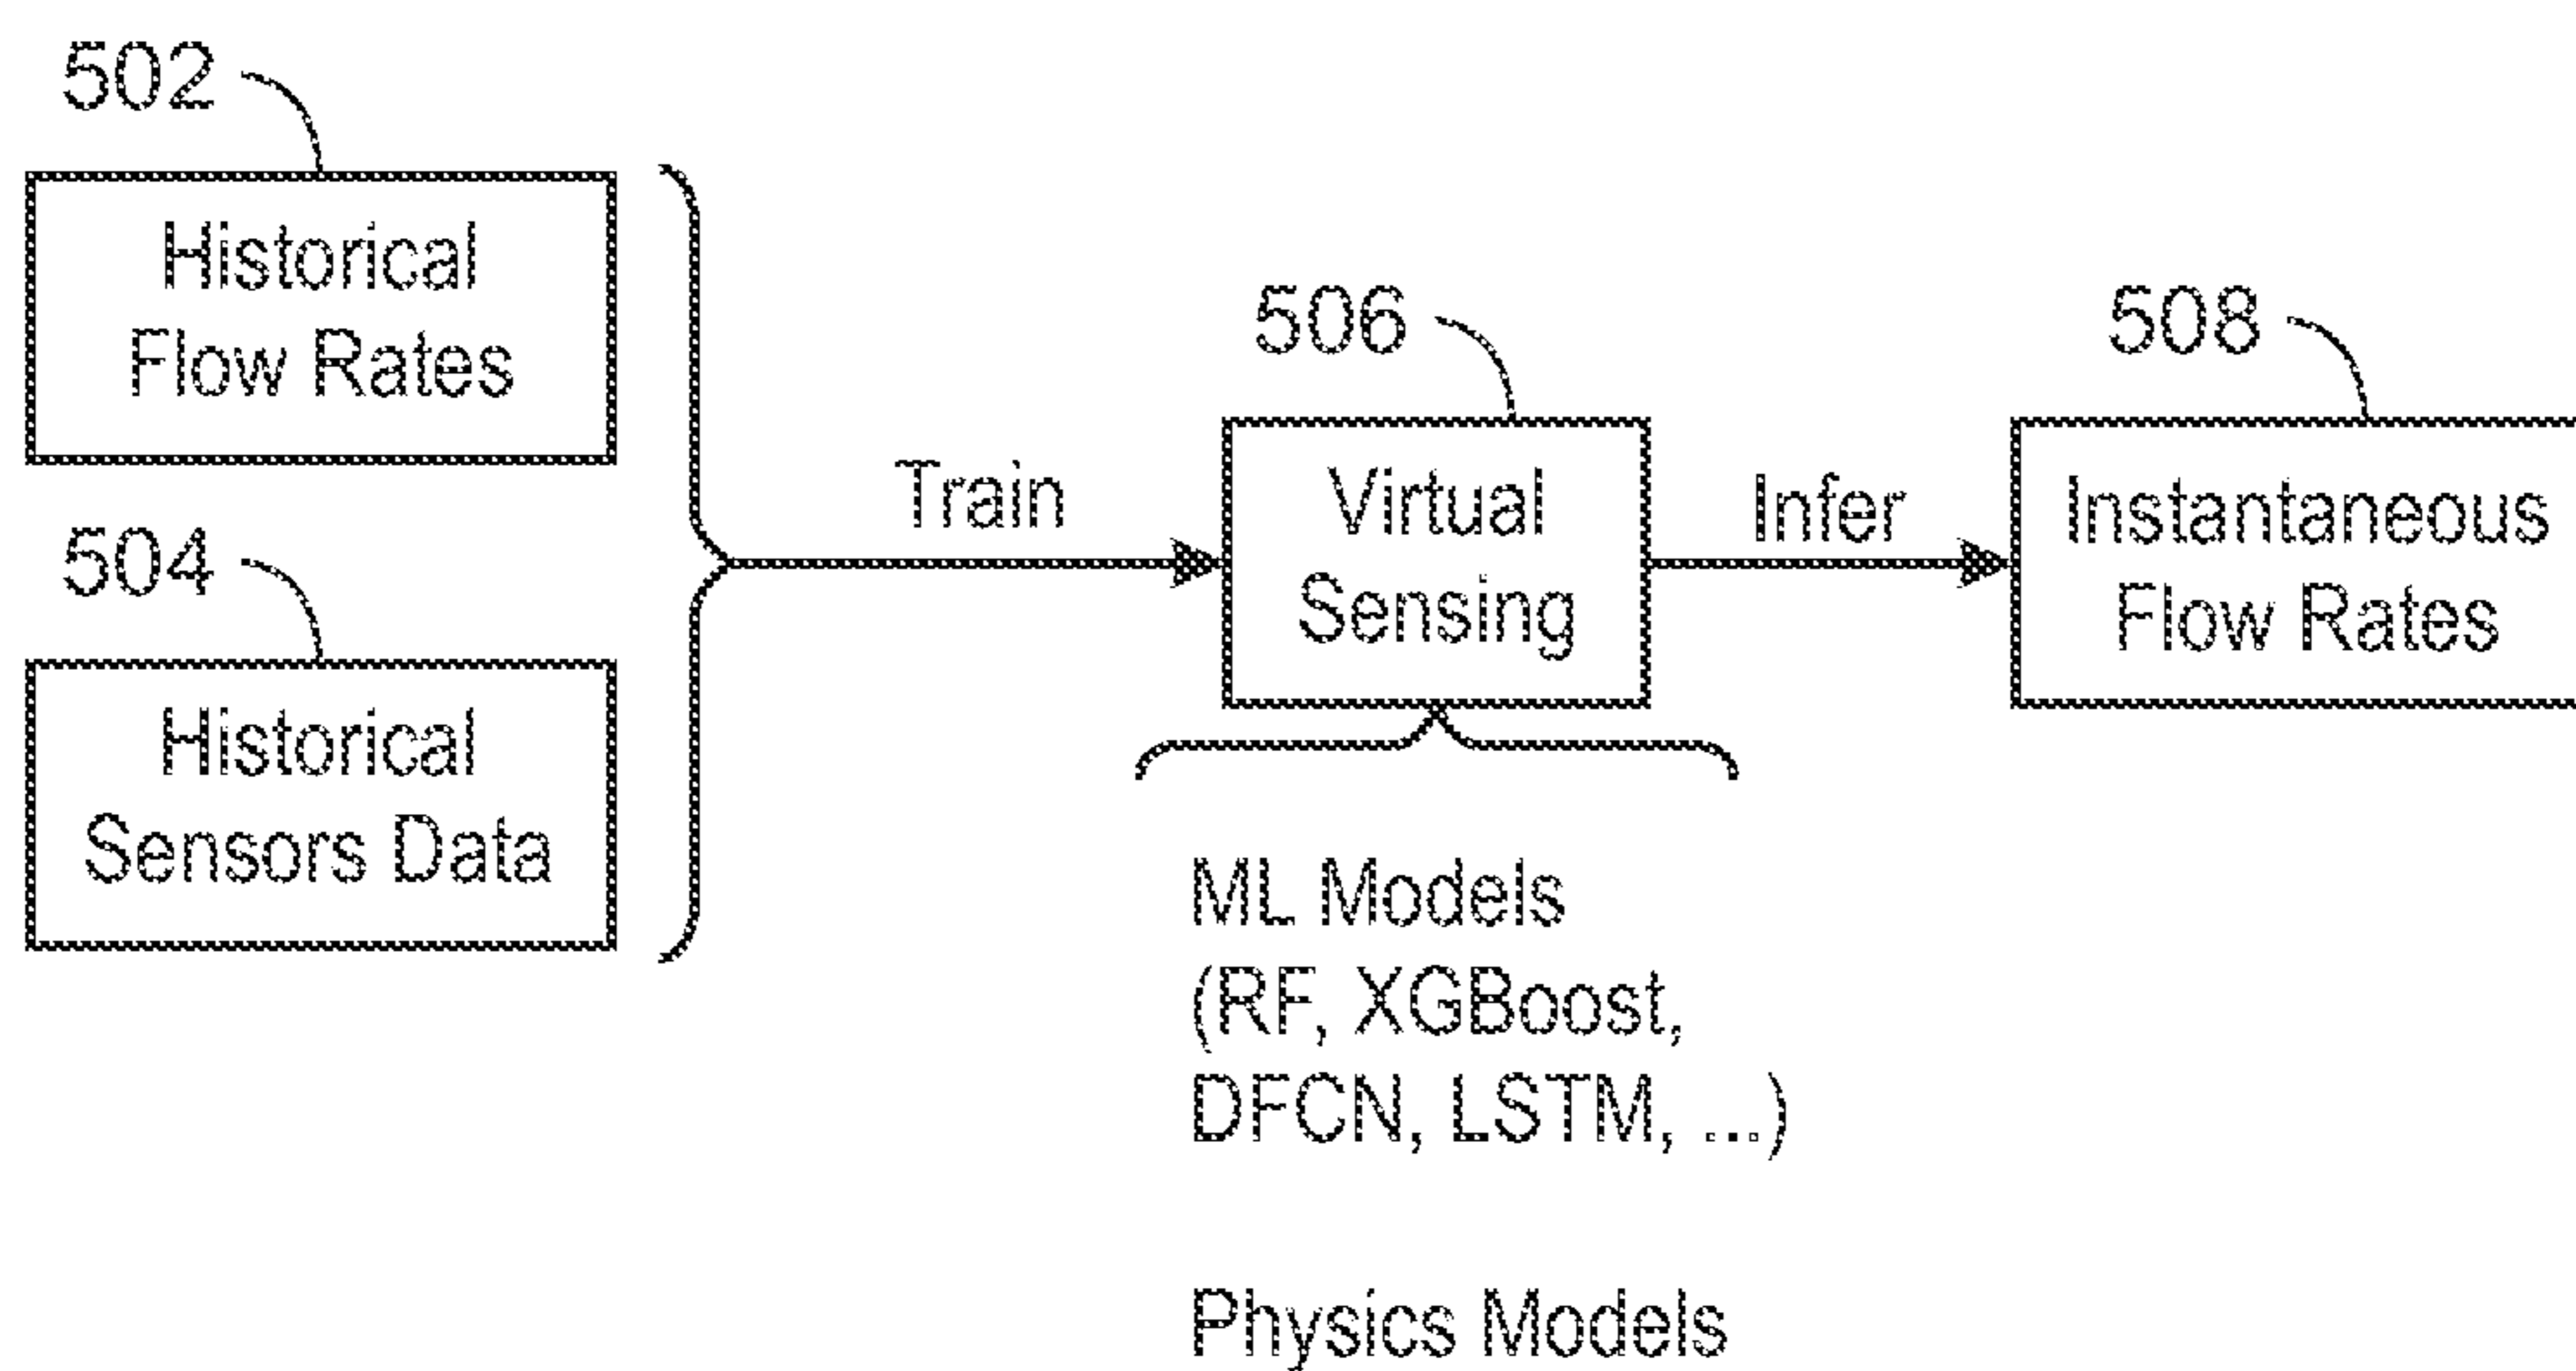 502
Historical
Flow Rates
504
Historical
Sensors Data
Train
506
Virtual
Sensing
Infer
508
Instantaneous
Flow Rates
ML Models
(RF, XGBoost,
DFCN, LSTM, ...)
Physics Models